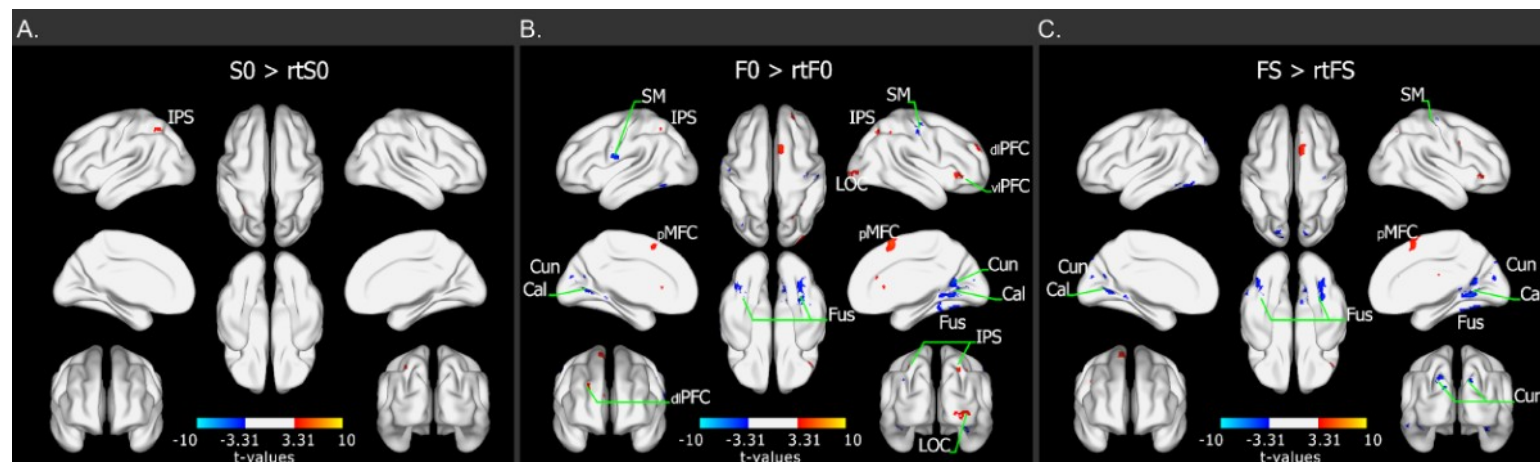 A.
S0 > rtS0
IPS
-10 -3.31 3.31 10
t-values
B.
F0 > rtF0
SM
IPS
SM
IPS
dlPFC
LOC
vlPFC
pMFC
pMFC
Cun
Cal
Cun
Cal
Fus
Fus
IPS
dlPFC
LOC
-10 -3.31 3.31 10
t-values
C.
FS > rtFS
SM
pMFC
Cun
Cal
Cun
Cal
Fus
Fus
Cun
-10 -3.31 3.31 10
t-values